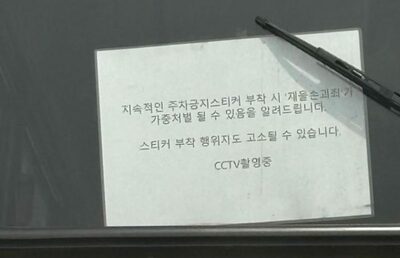 지속적인 주차금지스티커 부착 시 '재물손괴죄'가
가중처벌 될 수 있음을 알려드립니다.
스티커 부착 행위자도 고소될 수 있습니다.
CCTV촬영중